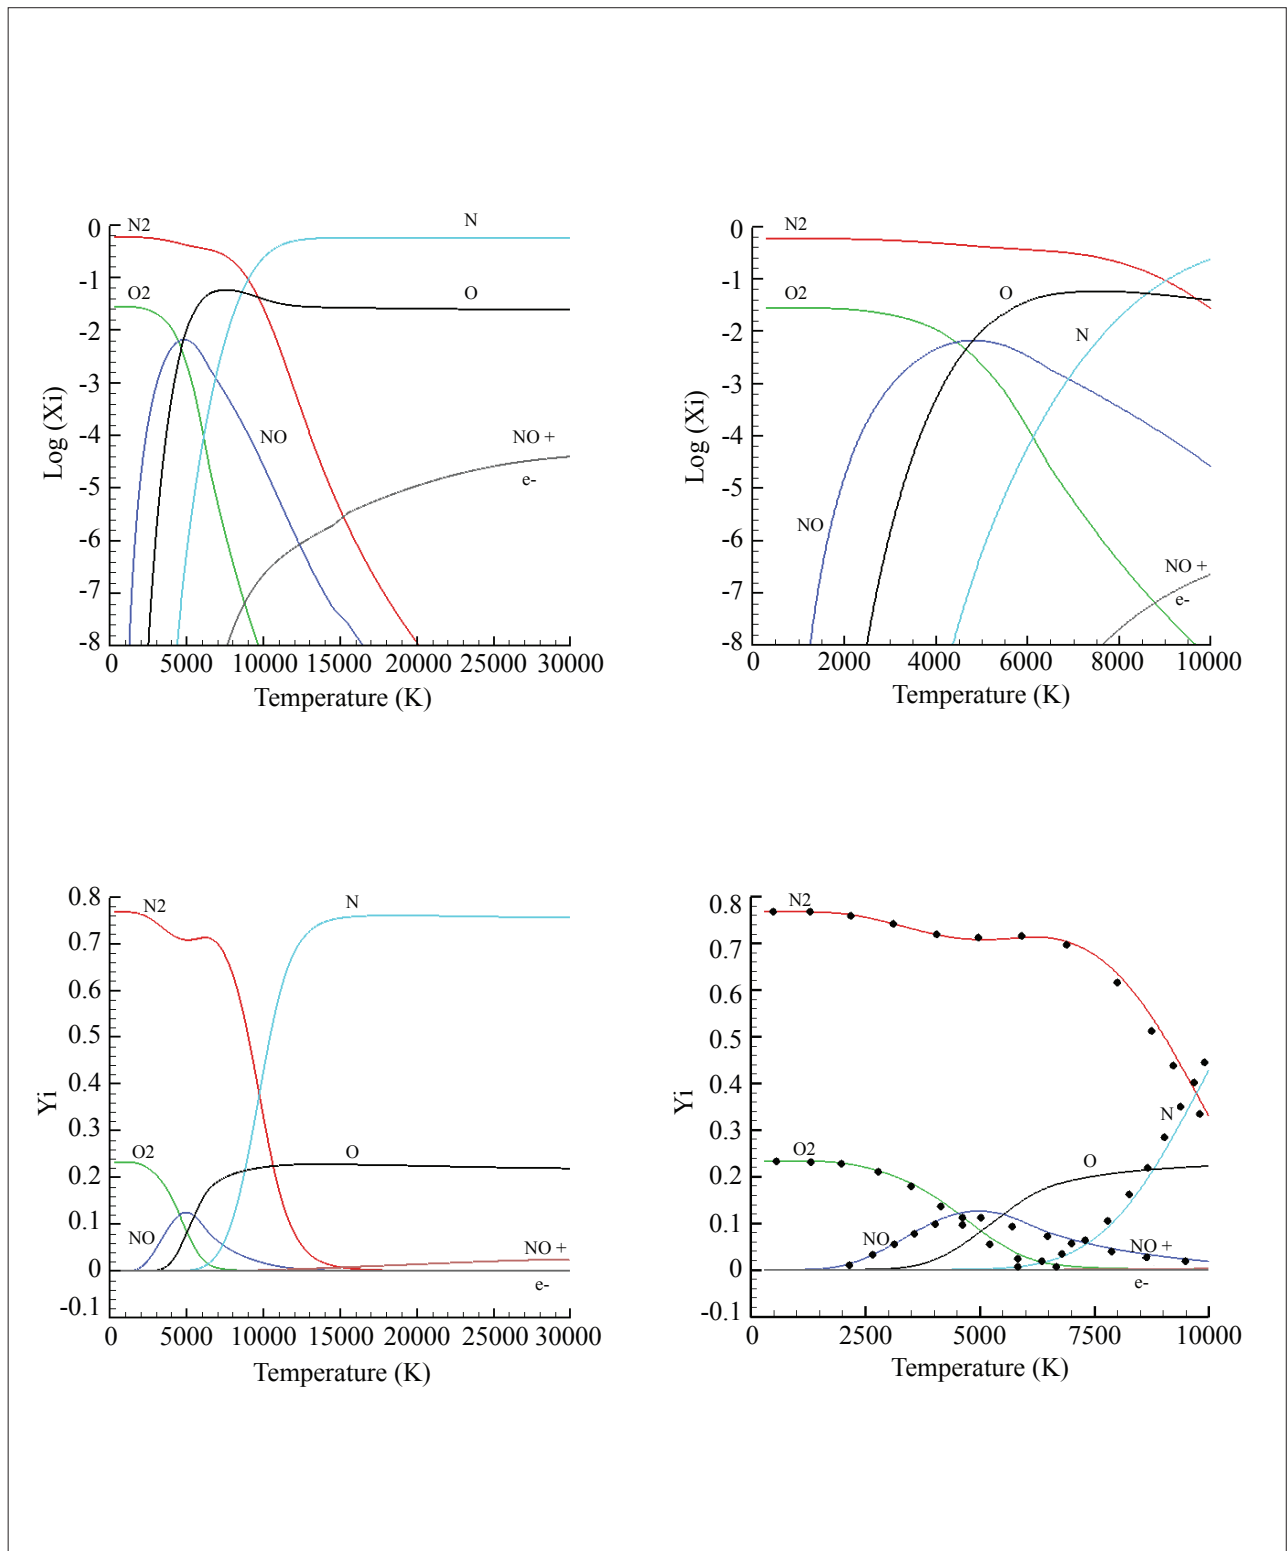 0
-1
-2
-3
-4
-5
-6
-7
-8
Log (Xi)
N2
O2
N
O
NO
NO +
e-
0 5000 10000 15000 20000 25000 30000
Temperature (K)
0
-1
-2
-3
-4
-5
-6
-7
-8
Log (Xi)
N2
O2
O
N
NO
NO +
e-
0 2000 4000 6000 8000 10000
Temperature (K)
0.8
0.7
0.6
0.5
0.4
0.3
0.2
0.1
0
-0.1
Yi
N2
N
O2
O
NO
NO +
e-
0 5000 10000 15000 20000 25000 30000
Temperature (K)
0.8
0.7
0.6
0.5
0.4
0.3
0.2
0.1
0
-0.1
Yi
N2
N
O2
O
NO
NO +
e-
0 2500 5000 7500 10000
Temperature (K)